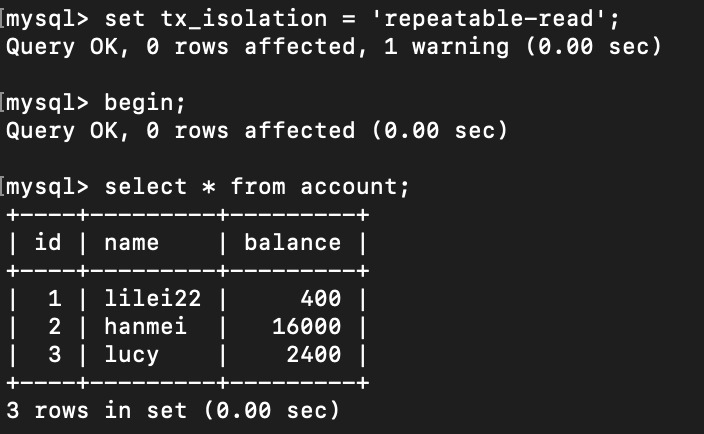 [mysql> set tx_isolation = 'repeatable-read';
Query OK, 0 rows affected, 1 warning (0.00 sec)
[mysql> begin;
Query OK, 0 rows affected (0.00 sec)
[mysql> select * from account;
+----+---------+---------+
| id | name    | balance |
+----+---------+---------+
|  1 | lilei22 |     400 |
|  2 | hanmei  |   16000 |
|  3 | lucy    |    2400 |
+----+---------+---------+
3 rows in set (0.00 sec)